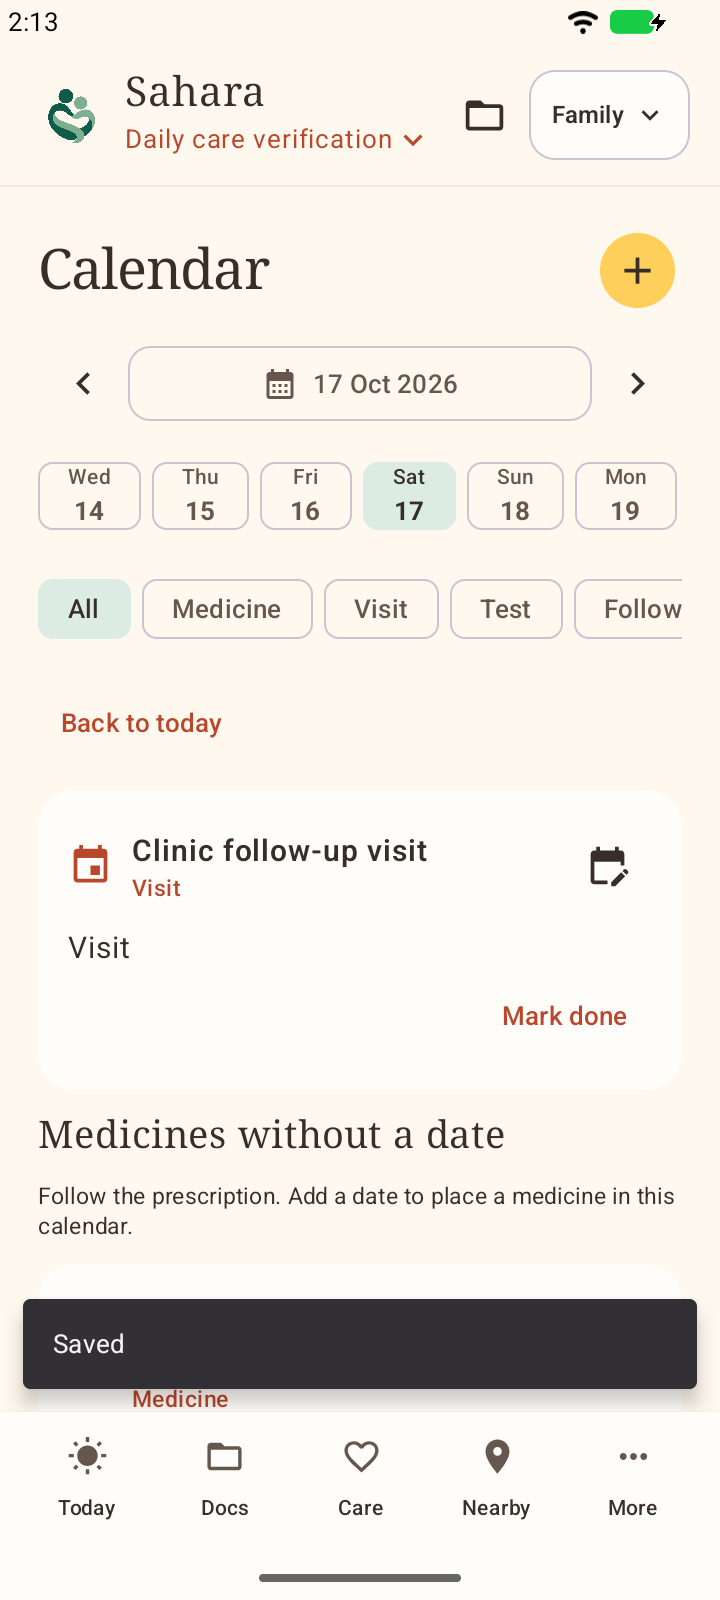 2:13
Sahara
Daily care verification
Family
Calendar
17 Oct 2026
Wed Thu Fri Sat Sun Mon
14 15 16 17 18 19
All Medicine Visit Test Follow
Back to today
Clinic follow-up visit
Visit
Visit
Mark done
Medicines without a date
Follow the prescription. Add a date to place a medicine in this
calendar.
Saved
Medicine
Today Docs Care Nearby More